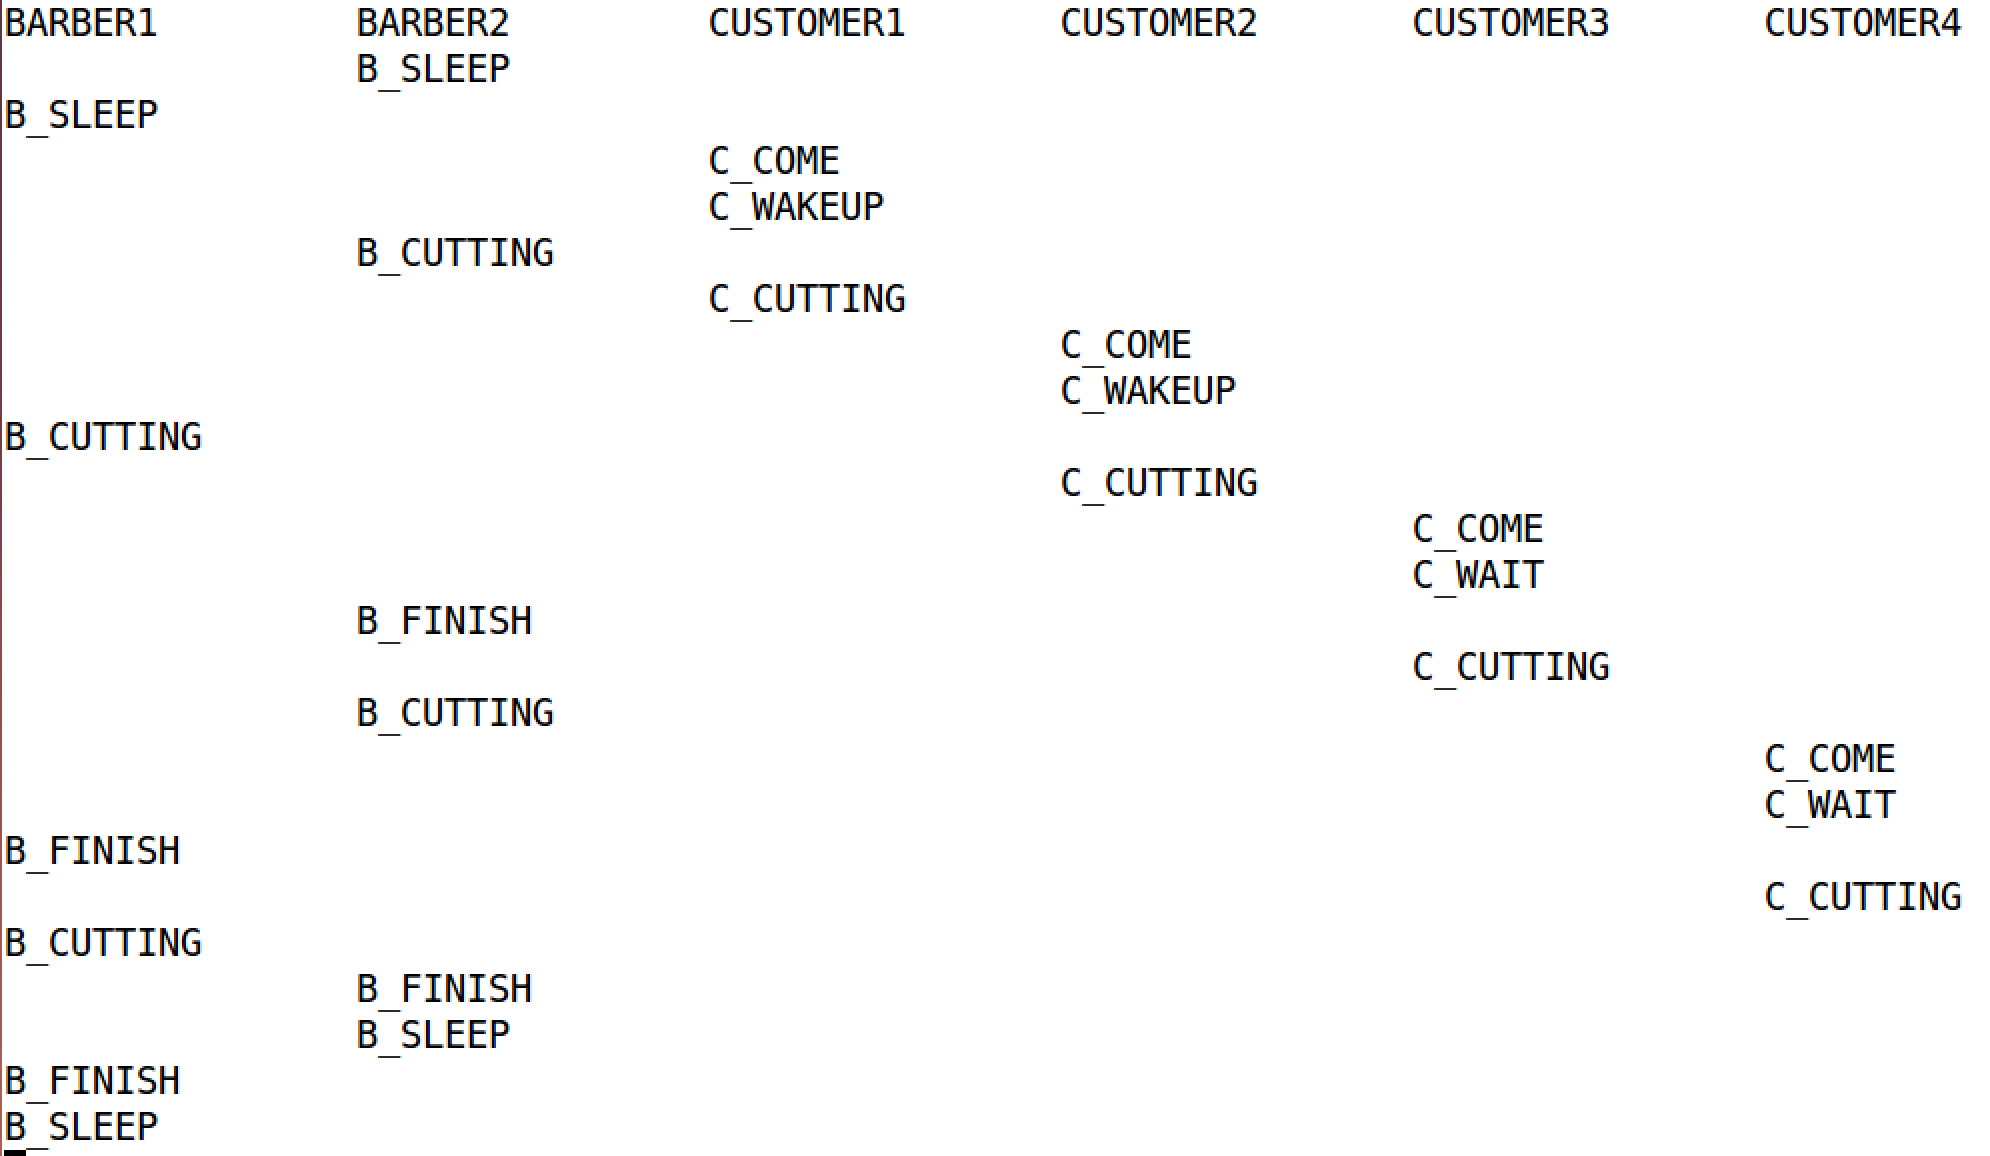 BARBER1 BARBER2 CUSTOMER1 CUSTOMER2 CUSTOMER3 CUSTOMER4
B_SLEEP
B_SLEEP
C_COME
C_WAKEUP
B_CUTTING
C_CUTTING
C_COME
C_WAKEUP
B_CUTTING
C_CUTTING
C_COME
C_WAIT
B_FINISH
C_CUTTING
B_CUTTING
C_COME
C_WAIT
B_FINISH
C_CUTTING
B_CUTTING
B_FINISH
B_SLEEP
B_FINISH
B_SLEEP